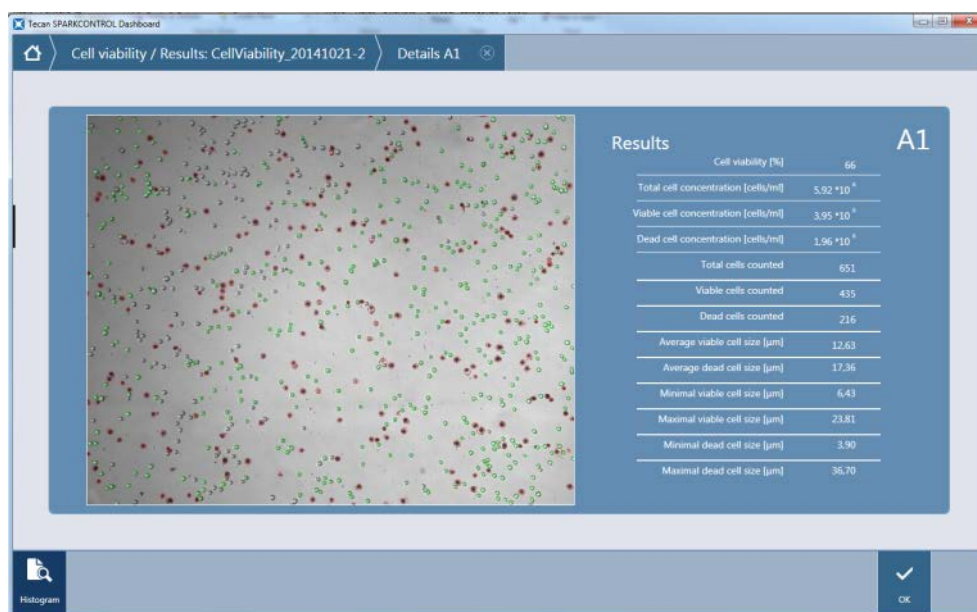 Tecan SPARKCONTROL Dashboard
Cell viability / Results: CellViability_20141021-2
Details A1
Results
A1
Cell viability [%] 66
Total cell concentration [cells/ml] 5,92 *10⁶
Viable cell concentration [cells/ml] 3,95 *10⁶
Dead cell concentration [cells/ml] 1,96 *10⁶
Total cells counted 651
Viable cells counted 435
Dead cells counted 216
Average viable cell size [µm] 12,63
Average dead cell size [µm] 17,36
Minimal viable cell size [µm] 6,43
Maximal viable cell size [µm] 23,81
Minimal dead cell size [µm] 3,90
Maximal dead cell size [µm] 36,70
Histogram
OK